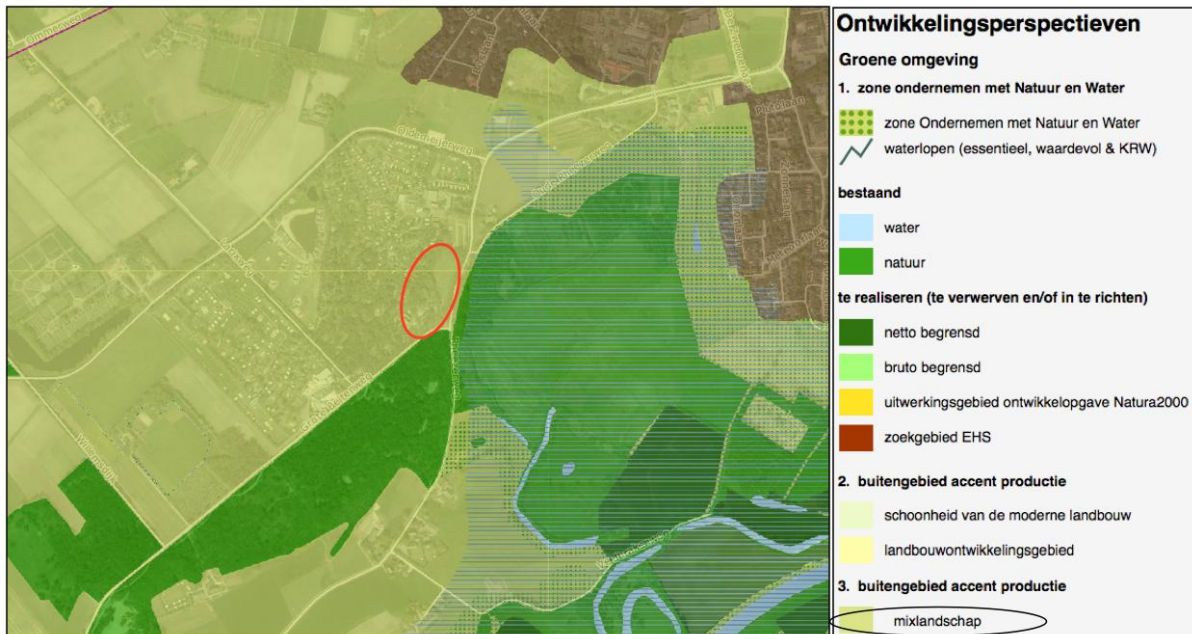 Ommerweg
Oldemeijerweg
Ontwikkelingsperspectieven
Groene omgeving
1. zone ondernemen met Natuur en Water
zone Ondernemen met Natuur en Water
waterlopen (essentieel, waardevol & KRW)
bestaand
water
natuur
te realiseren (te verwerven en/of in te richten)
netto begrensd
bruto begrensd
uitwerkingsgebied ontwikkelopgave Natura2000
zoekgebied EHS
2. buitengebied accent productie
schoonheid van de moderne landbouw
landbouwontwikkelingsgebied
3. buitengebied accent productie
mixlandschap